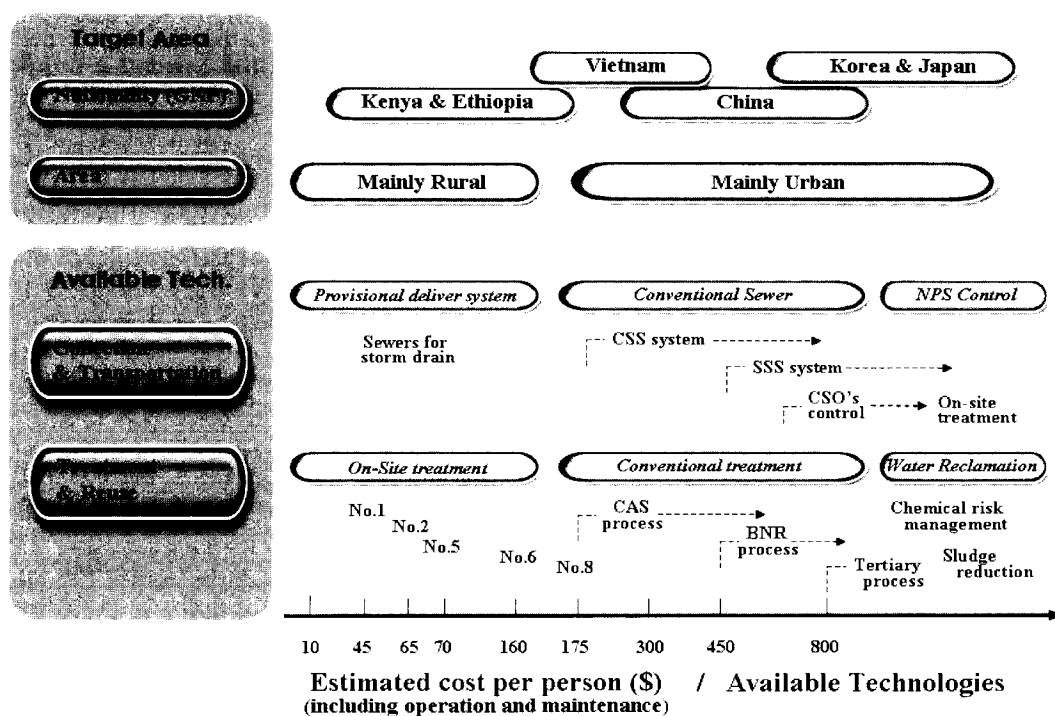 Target Area
Vietnam
Korea & Japan
Kenya & Ethiopia
China
Area
Mainly Rural
Mainly Urban
Available Tech.
Provisional deliver system
Conventional Sewer
NPS Control
& Transportation
Sewers for
storm drain
CSS system
SSS system
CSO's
control
On-site
treatment
Treatment
& Reuse
On-Site treatment
Conventional treatment
Water Reclamation
No.1
No.2
No.5
No.6
No.8
CAS
process
BNR
process
Tertiary
process
Chemical risk
management
Sludge
reduction
10 45 65 70 160 175 300 450 800
Estimated cost per person ($) / Available Technologies
(including operation and maintenance)